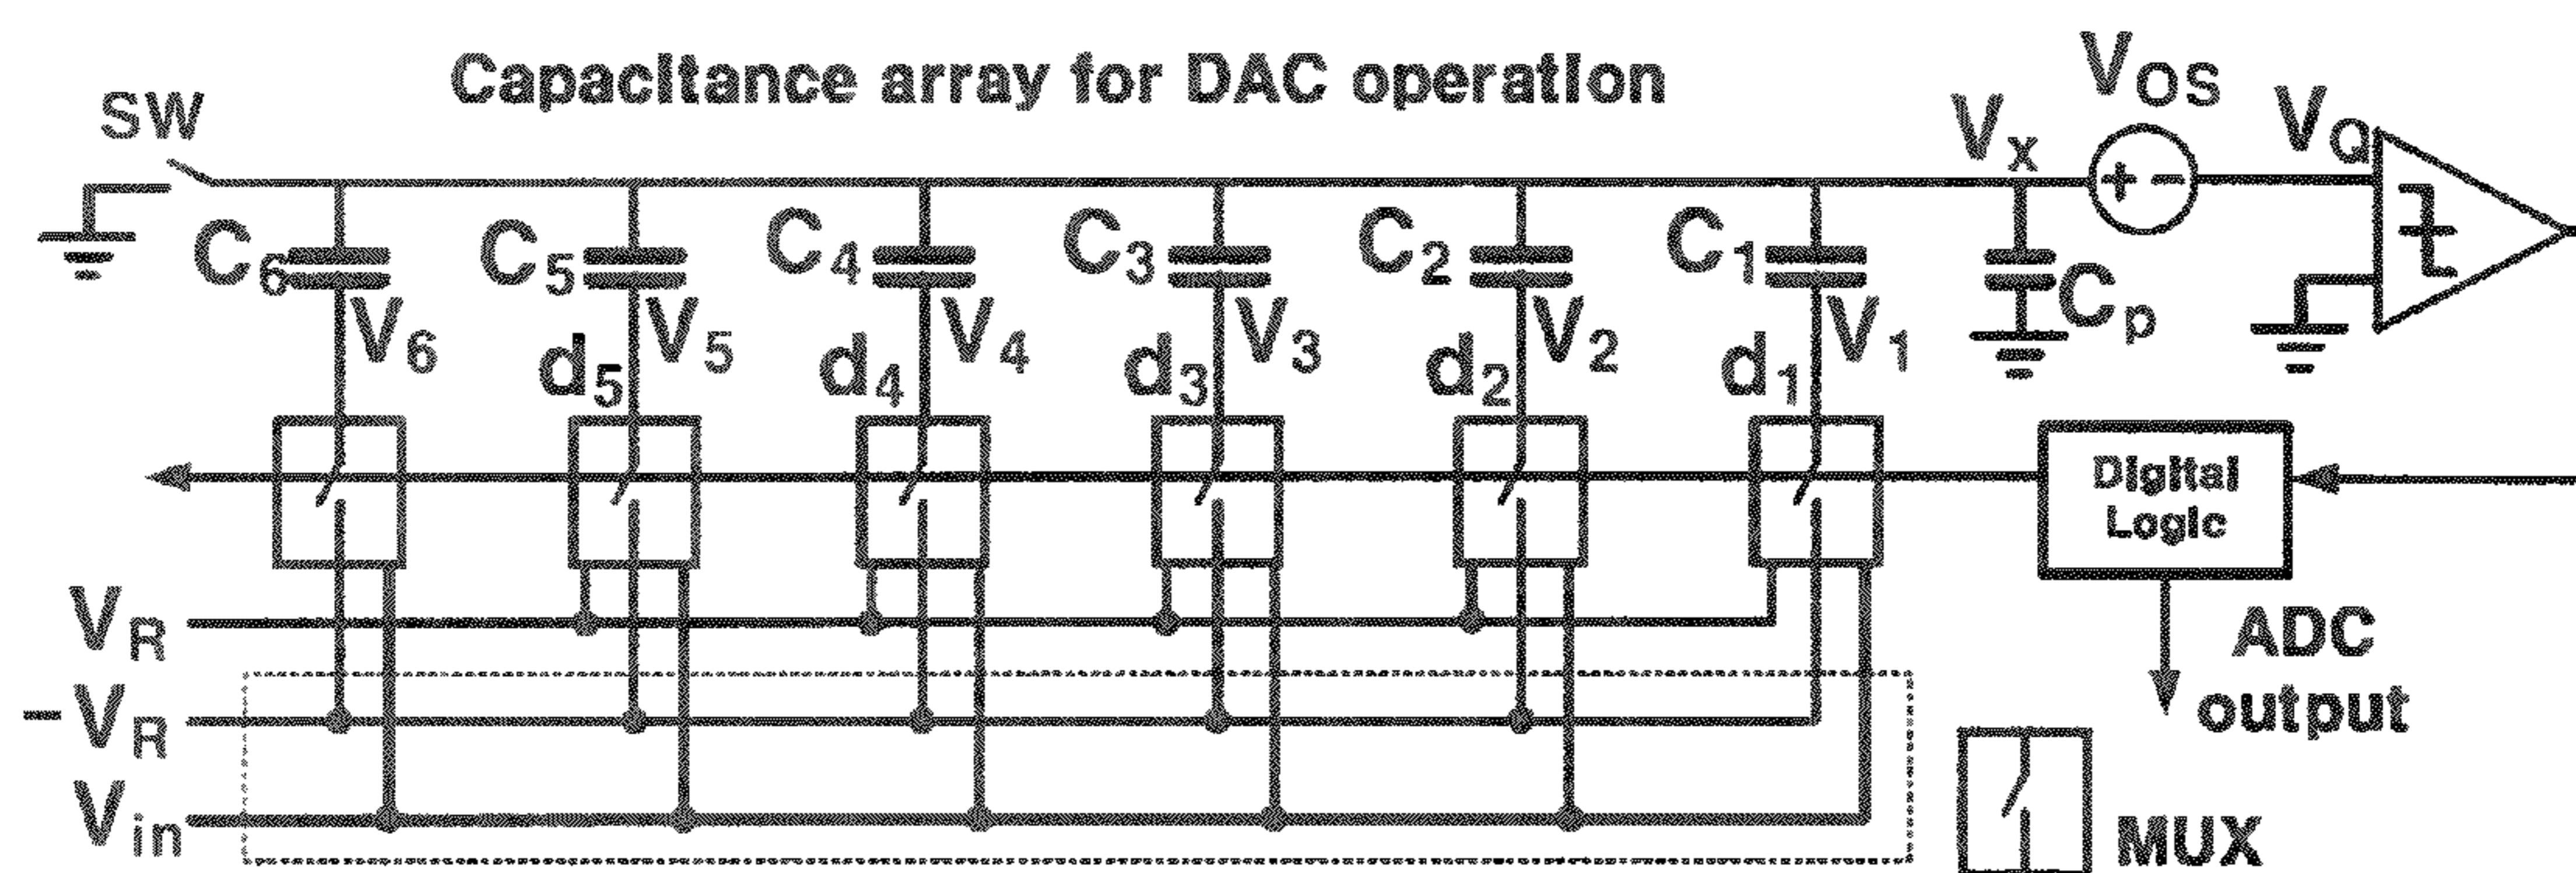 Capacitance array for DAC operation
SW
Vx
VOS
VQ
C6
C5
C4
C3
C2
C1
Cp
V6
V5
V4
V3
V2
V1
d5
d4
d3
d2
d1
Digital
Logic
VR
-VR
Vin
ADC
output
MUX